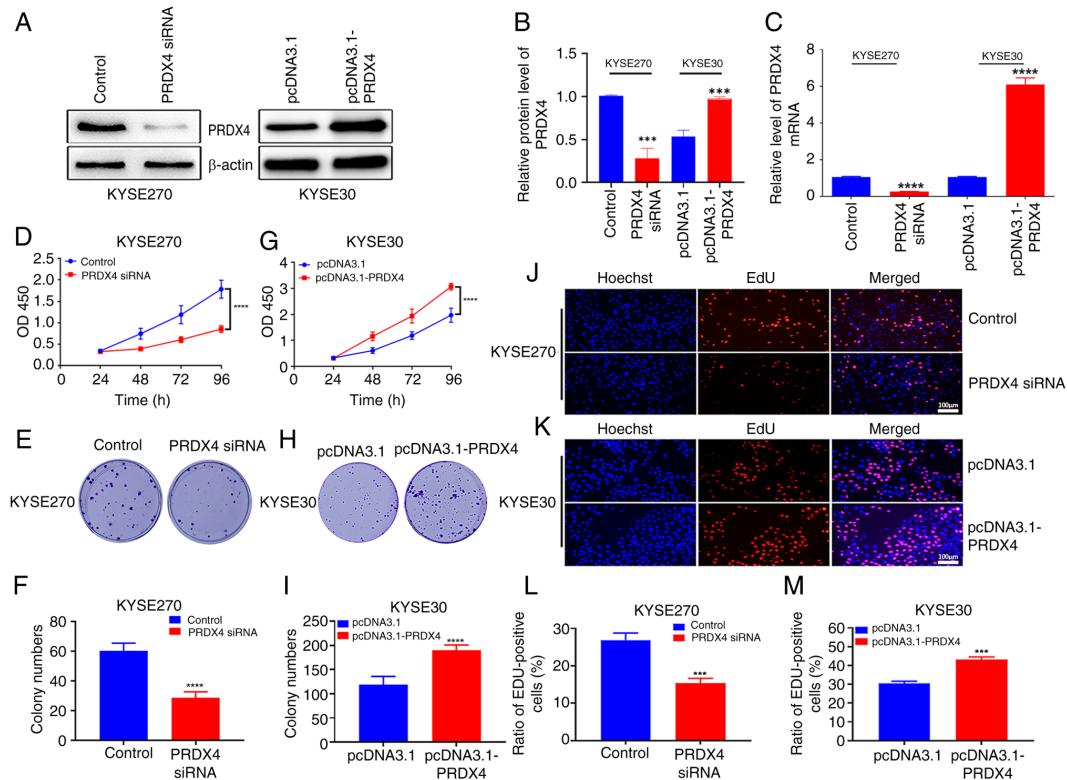 A
Control
PRDX4 siRNA
pcDNA3.1
pcDNA3.1-
PRDX4
PRDX4
β-actin
KYSE270
KYSE30
B
Relative protein level of
PRDX4
1.5
1.0
0.5
0.0
KYSE270
KYSE30
***
***
Control
PRDX4
siRNA
pcDNA3.1
pcDNA3.1-
PRDX4
C
Relative level of PRDX4
mRNA
8
6
4
2
0
KYSE270
KYSE30
****
****
Control
PRDX4
siRNA
pcDNA3.1
pcDNA3.1-
PRDX4
D
KYSE270
Control
PRDX4 siRNA
OD 450
2.5
2.0
1.5
1.0
0.5
0.0
****
0 24 48 72 96
Time (h)
G
KYSE30
pcDNA3.1
pcDNA3.1-PRDX4
OD 450
4
3
2
1
0
****
0 24 48 72 96
Time (h)
J
Hoechst EdU Merged
KYSE270
Control
PRDX4 siRNA
100μm
E
Control PRDX4 siRNA
KYSE270
H
pcDNA3.1 pcDNA3.1-PRDX4
KYSE30
K
Hoechst EdU Merged
KYSE30
pcDNA3.1
pcDNA3.1-
PRDX4
100μm
F
KYSE270
Control
PRDX4 siRNA
Colony numbers
80
60
40
20
0
****
Control PRDX4
siRNA
I
KYSE30
pcDNA3.1
pcDNA3.1-PRDX4
Colony numbers
250
200
150
100
50
0
****
pcDNA3.1 pcDNA3.1-
PRDX4
L
KYSE270
Control
PRDX4 siRNA
Ratio of EDU-positive
cells (%)
30
20
10
0
***
Control PRDX4
siRNA
M
KYSE30
pcDNA3.1
pcDNA3.1-PRDX4
Ratio of EDU-positive
cells (%)
60
50
40
30
20
10
0
***
pcDNA3.1 pcDNA3.1-
PRDX4